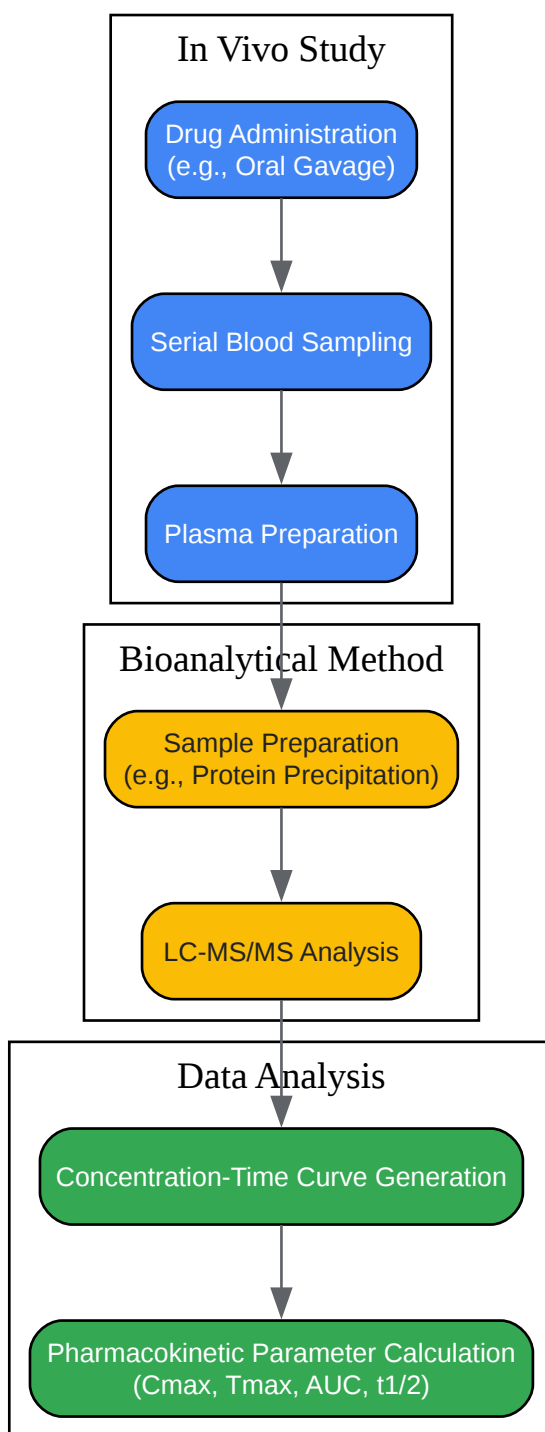 In Vivo Study
Drug Administration
(e.g., Oral Gavage)
Serial Blood Sampling
Plasma Preparation
Bioanalytical Method
Sample Preparation
(e.g., Protein Precipitation)
LC-MS/MS Analysis
Data Analysis
Concentration-Time Curve Generation
Pharmacokinetic Parameter Calculation
(Cmax, Tmax, AUC, t1/2)